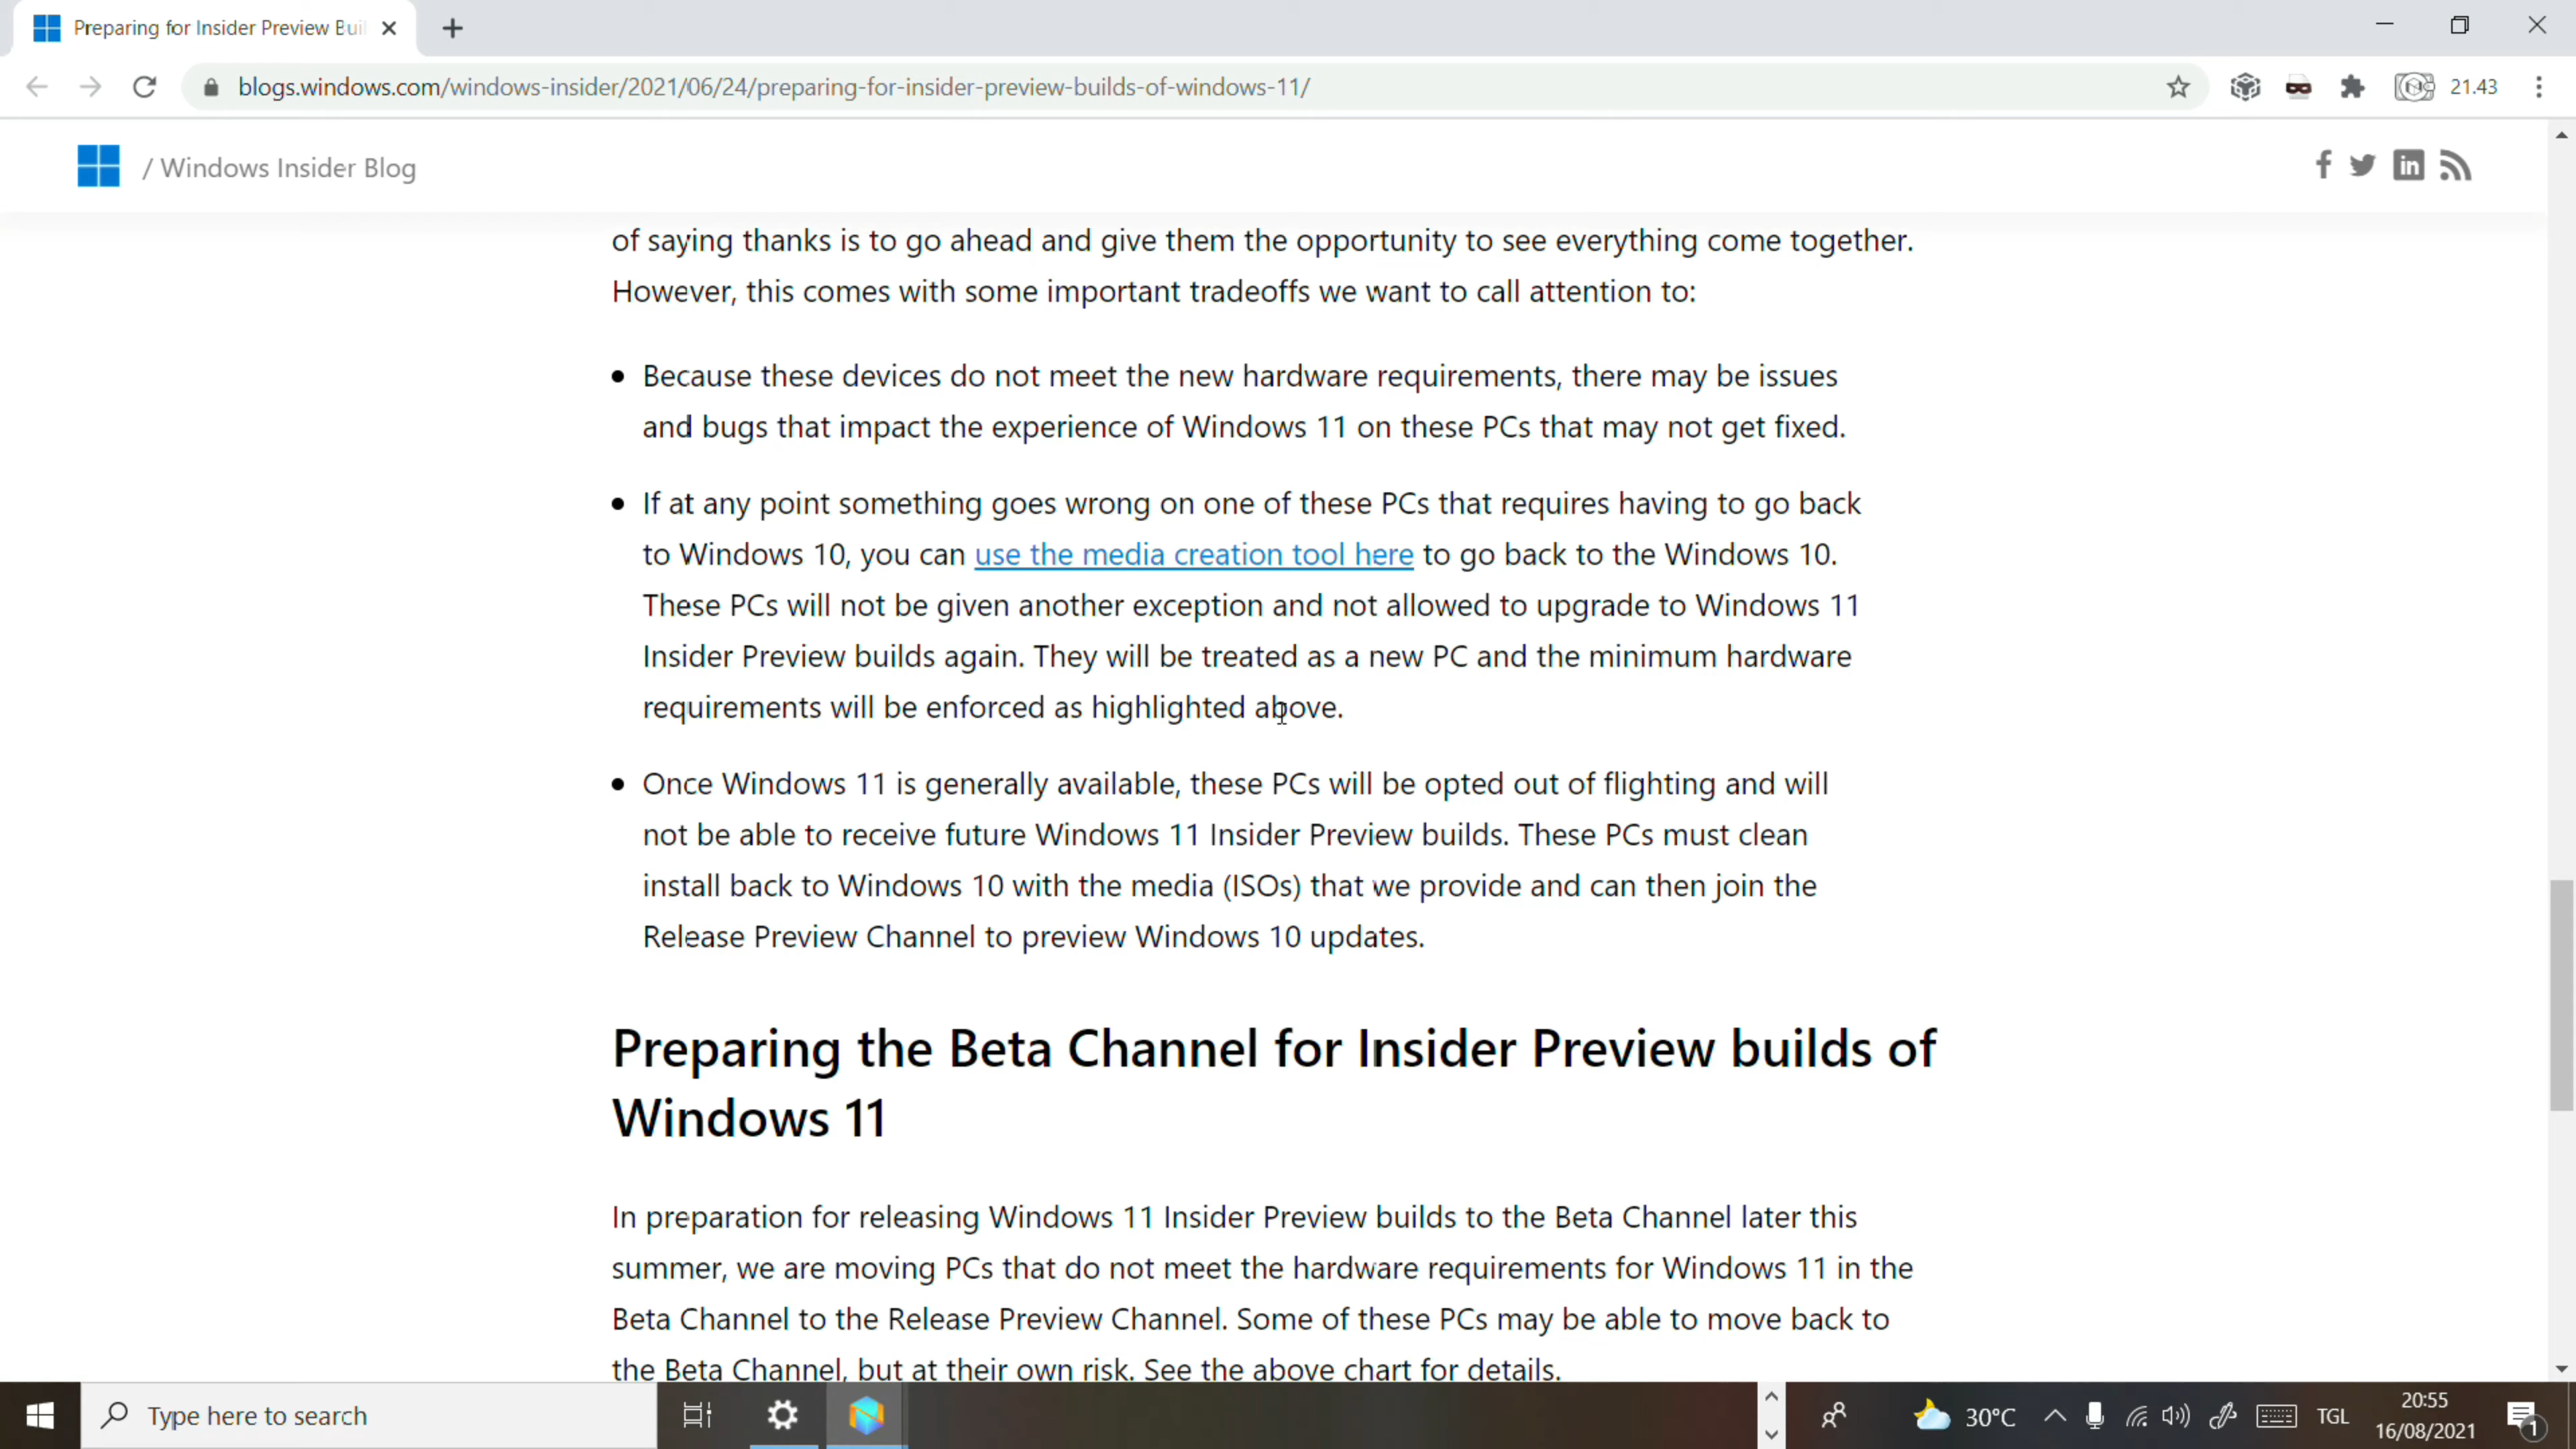 Preparing for Insider Preview Buil
blogs.windows.com/windows-insider/2021/06/24/preparing-for-insider-preview-builds-of-windows-11/
21.43
/ Windows Insider Blog
of saying thanks is to go ahead and give them the opportunity to see everything come together.
However, this comes with some important tradeoffs we want to call attention to:
Because these devices do not meet the new hardware requirements, there may be issues
and bugs that impact the experience of Windows 11 on these PCs that may not get fixed.
If at any point something goes wrong on one of these PCs that requires having to go back
to Windows 10, you can use the media creation tool here to go back to the Windows 10.
These PCs will not be given another exception and not allowed to upgrade to Windows 11
Insider Preview builds again. They will be treated as a new PC and the minimum hardware
requirements will be enforced as highlighted above.
Once Windows 11 is generally available, these PCs will be opted out of flighting and will
not be able to receive future Windows 11 Insider Preview builds. These PCs must clean
install back to Windows 10 with the media (ISOs) that we provide and can then join the
Release Preview Channel to preview Windows 10 updates.
Preparing the Beta Channel for Insider Preview builds of
Windows 11
In preparation for releasing Windows 11 Insider Preview builds to the Beta Channel later this
summer, we are moving PCs that do not meet the hardware requirements for Windows 11 in the
Beta Channel to the Release Preview Channel. Some of these PCs may be able to move back to
the Beta Channel, but at their own risk. See the above chart for details.
Type here to search
30°C
TGL
20:55
16/08/2021
1